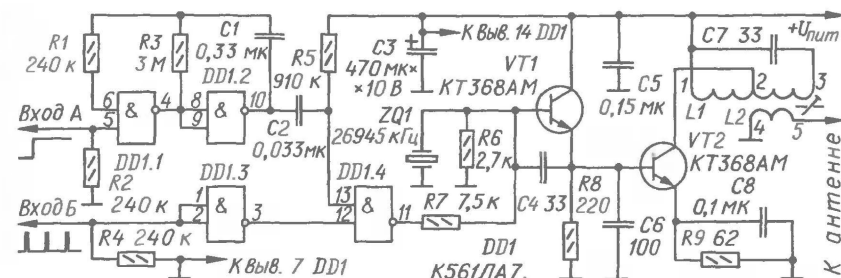 C1
0,33 мк
R1
240 к
R3
3 М
DD1.2
R5
910 к
C3
470 мк×
×10 В
К выв. 14 DD1
VT1
КТ368АМ
C5
0,15 мк
C7 33
+Uпит
1
2
3
L1
L2
4
5
Вход А
6
5
&
4
8
9
&
10
C2
0,033 мк
ZQ1
26945 кГц
R6
2,7 к
VT2
КТ368АМ
DD1.1
R2
240 к
DD1.3
DD1.4
Вход Б
1
2
&
3
13
12
&
11
R7 7,5 к
C4 33
R8
220
C6
100
C8
0,1 мк
R9 62
R4 240 к
К выв. 7 DD1
DD1
К561ЛА7.
К антенне